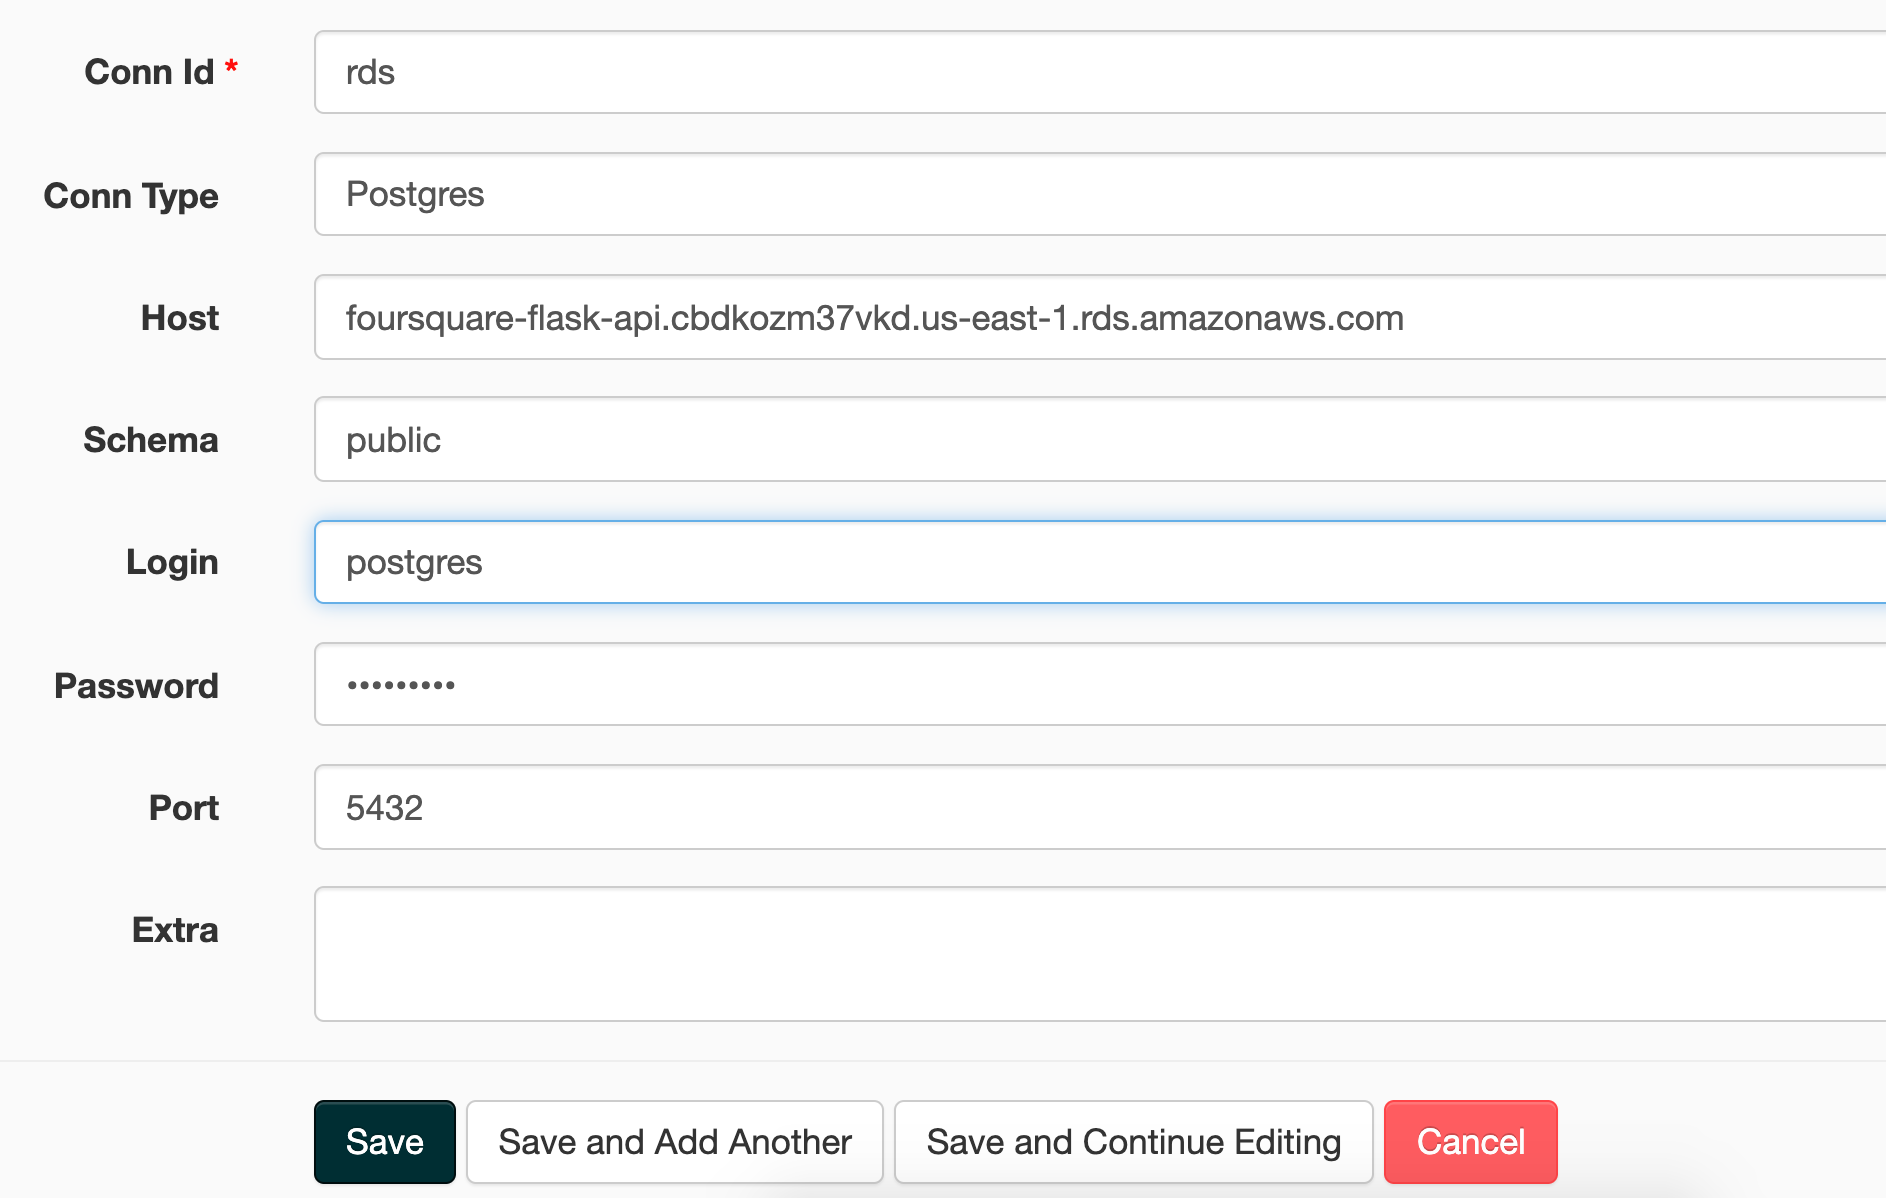 Conn Id * rds
Conn Type Postgres
Host foursquare-flask-api.cbdkozm37vkd.us-east-1.rds.amazonaws.com
Schema public
Login postgres
Password •••••••••
Port 5432
Extra
Save Save and Add Another Save and Continue Editing Cancel